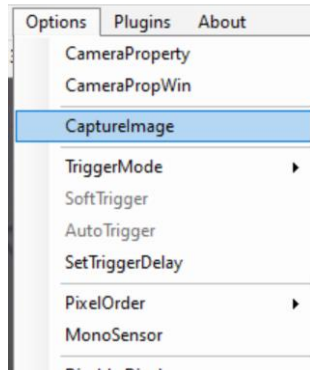 Options Plugins About
CameraProperty
CameraPropWin
CaptureImage
TriggerMode
SoftTrigger
AutoTrigger
SetTriggerDelay
PixelOrder
MonoSensor